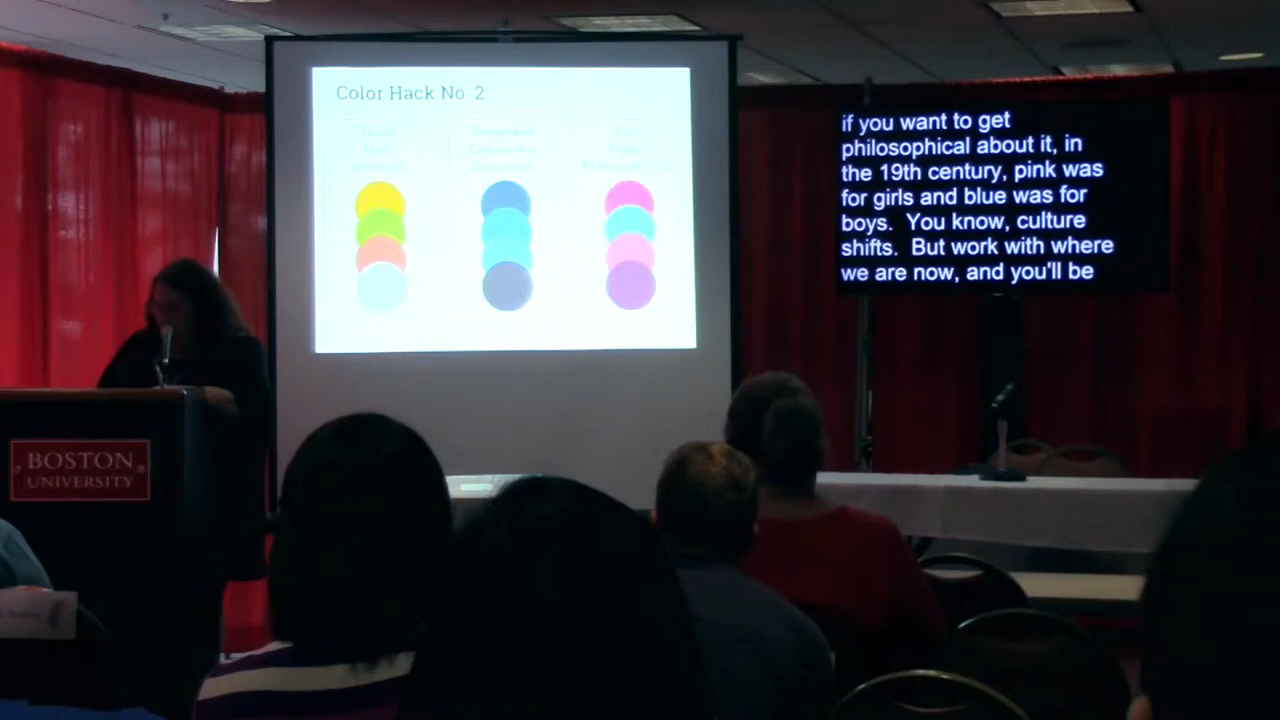 Color Hack No. 2
if you want to get
philosophical about it, in
the 19th century, pink was
for girls and blue was for
boys. You know, culture
shifts. But work with where
we are now, and you'll be
BOSTON
UNIVERSITY